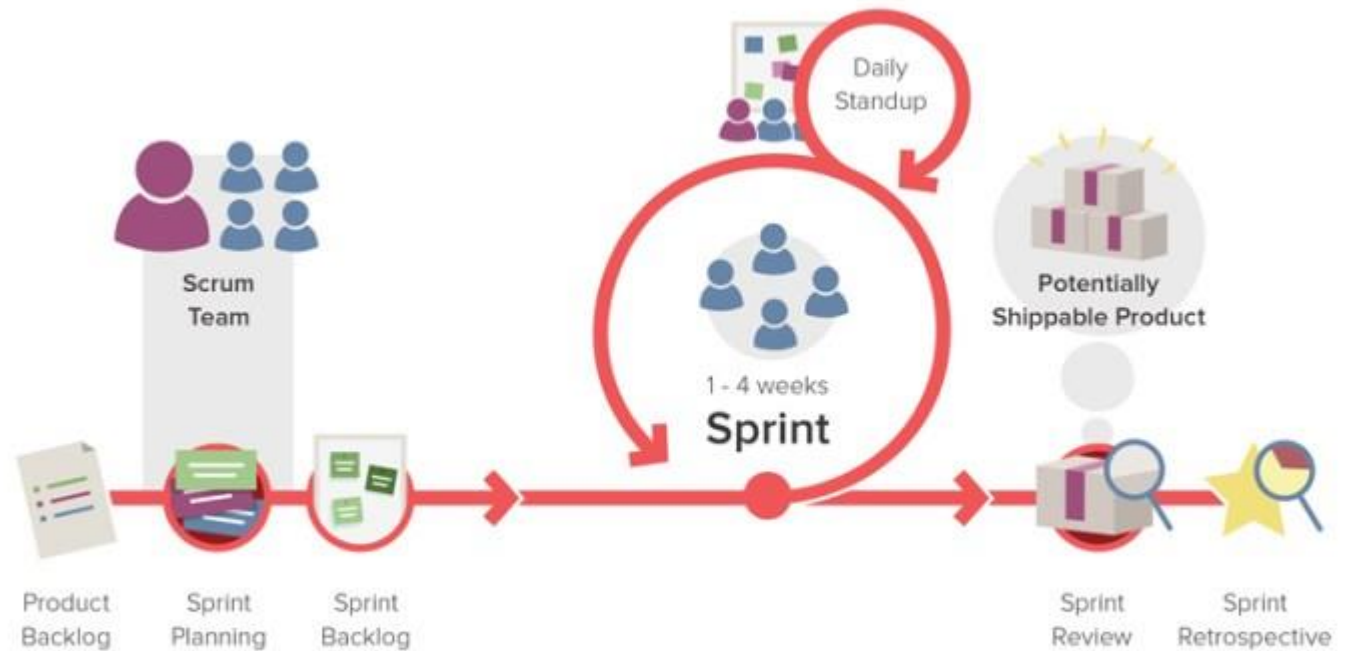 Daily
Standup
Scrum
Team
Potentially
Shippable Product
1 - 4 weeks
Sprint
Product
Backlog
Sprint
Planning
Sprint
Backlog
Sprint
Review
Sprint
Retrospective